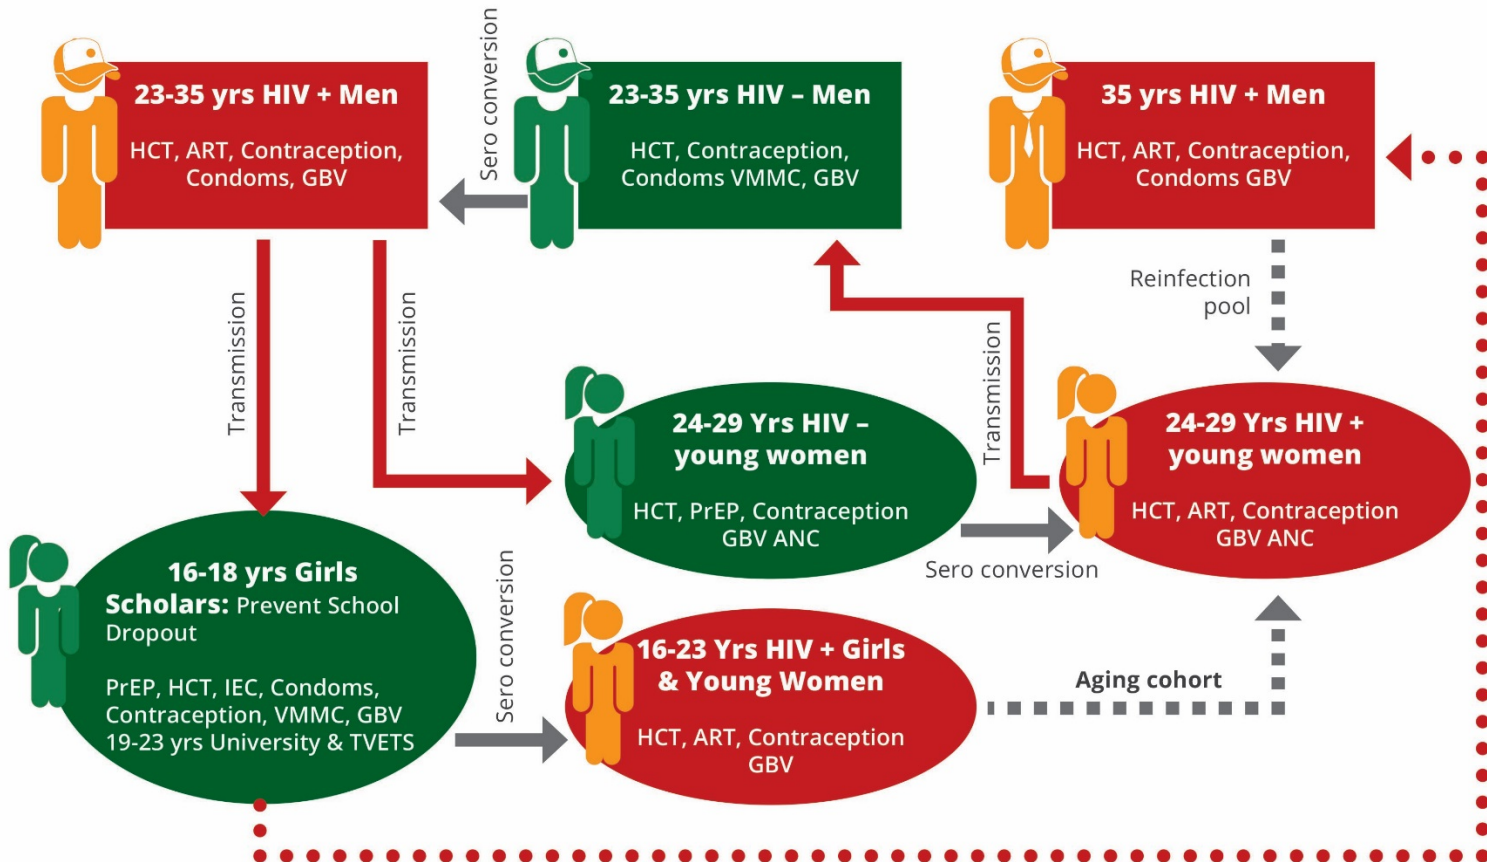 23-35 yrs HIV + Men
HCT, ART, Contraception,
Condoms, GBV
Sero conversion
23-35 yrs HIV – Men
HCT, Contraception,
Condoms VMMC, GBV
35 yrs HIV + Men
HCT, ART, Contraception,
Condoms GBV
Transmission
Transmission
Transmission
Reinfection
pool
24-29 Yrs HIV –
young women
HCT, PrEP, Contraception
GBV ANC
Sero conversion
24-29 Yrs HIV +
young women
HCT, ART, Contraception
GBV ANC
16-18 yrs Girls
Scholars: Prevent School
Dropout
PrEP, HCT, IEC, Condoms,
Contraception, VMMC, GBV
19-23 yrs University & TVETS
Sero conversion
16-23 Yrs HIV + Girls
& Young Women
HCT, ART, Contraception
GBV
Aging cohort